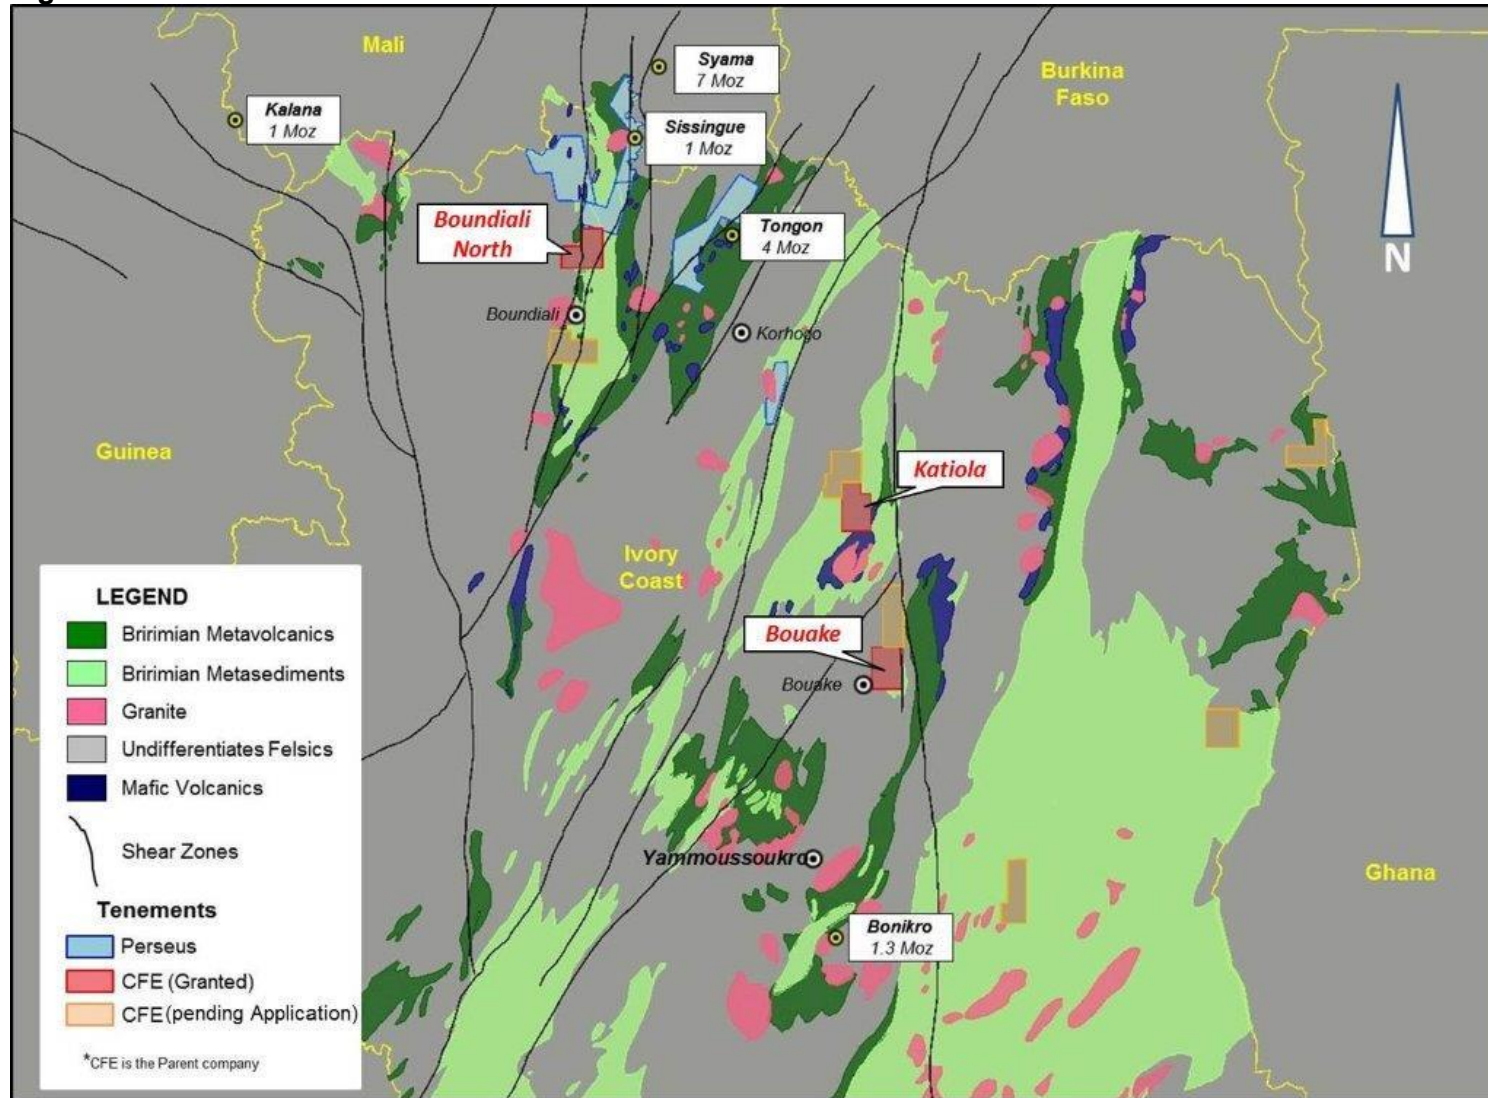 Mali
Burkina
Faso
Syama
7 Moz
Kalana
1 Moz
Sissingue
1 Moz
Boundiali
North
Tongon
4 Moz
N
Boundiali
Korhogo
Guinea
Katiola
Ivory
Coast
Bouake
Bouake
Yammoussoukro
Ghana
Bonikro
1.3 Moz
LEGEND
Bririmian Metavolcanics
Bririmian Metasediments
Granite
Undifferentiates Felsics
Mafic Volcanics
Shear Zones
Tenements
Perseus
CFE (Granted)
CFE (pending Application)
*CFE is the Parent company